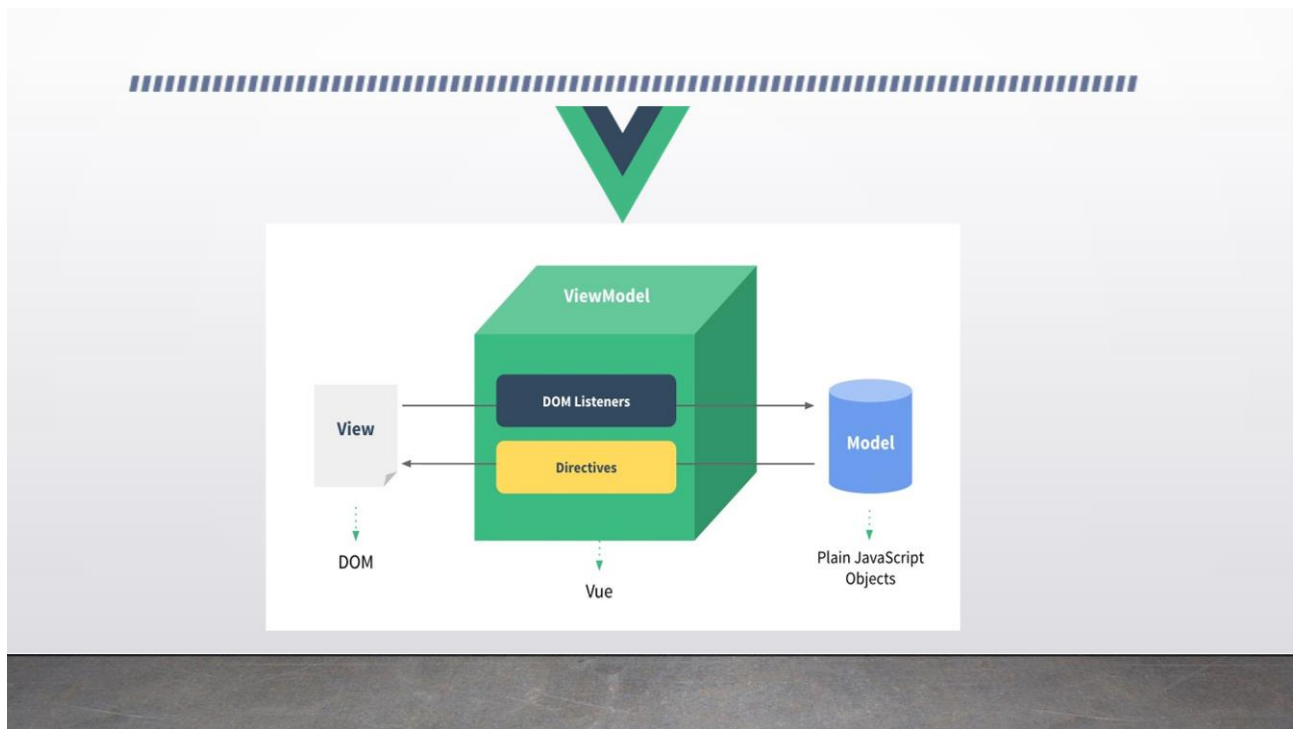 ViewModel
DOM Listeners
View
Model
Directives
DOM
Plain JavaScript
Objects
Vue